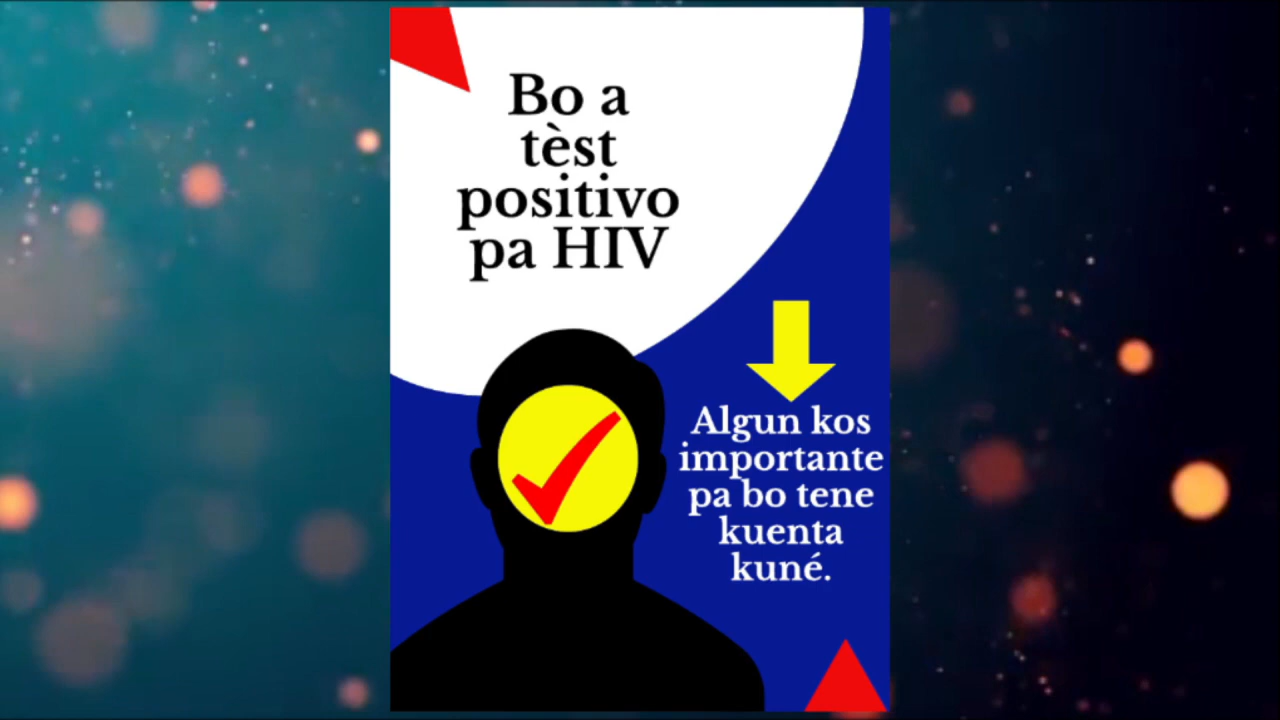 Bo a
tèst
positivo
pa HIV
Algun kos
importante
pa bo tene
kuenta
kuné.